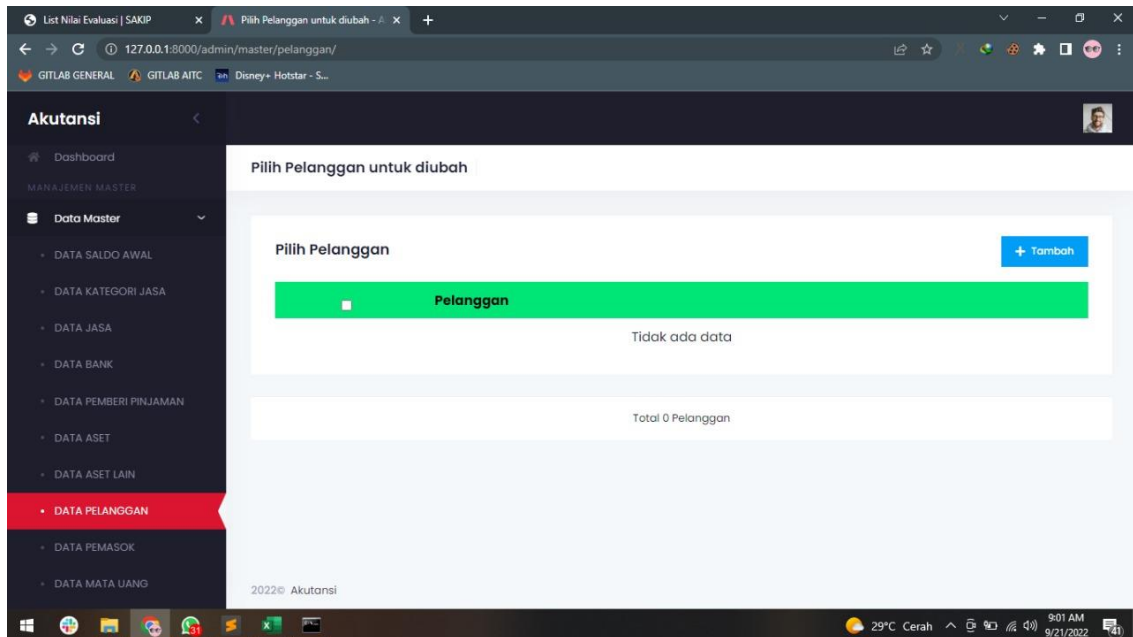 List Nilai Evaluasi | SAKIP
Pilih Pelanggan untuk diubah - A
127.0.0.1:8000/admin/master/pelanggan/
GITLAB GENERAL
GITLAB AITC
Disney+ Hotstar - S...
Akutansi
Dashboard
MANAJEMEN MASTER
Data Master
DATA SALDO AWAL
DATA KATEGORI JASA
DATA JASA
DATA BANK
DATA PEMBERI PINJAMAN
DATA ASET
DATA ASET LAIN
DATA PELANGGAN
DATA PEMASOK
DATA MATA UANG
Pilih Pelanggan untuk diubah
Pilih Pelanggan
+ Tambah
Pelanggan
Tidak ada data
Total 0 Pelanggan
2022© Akutansi
31
29°C Cerah
9:01 AM
9/21/2022
41